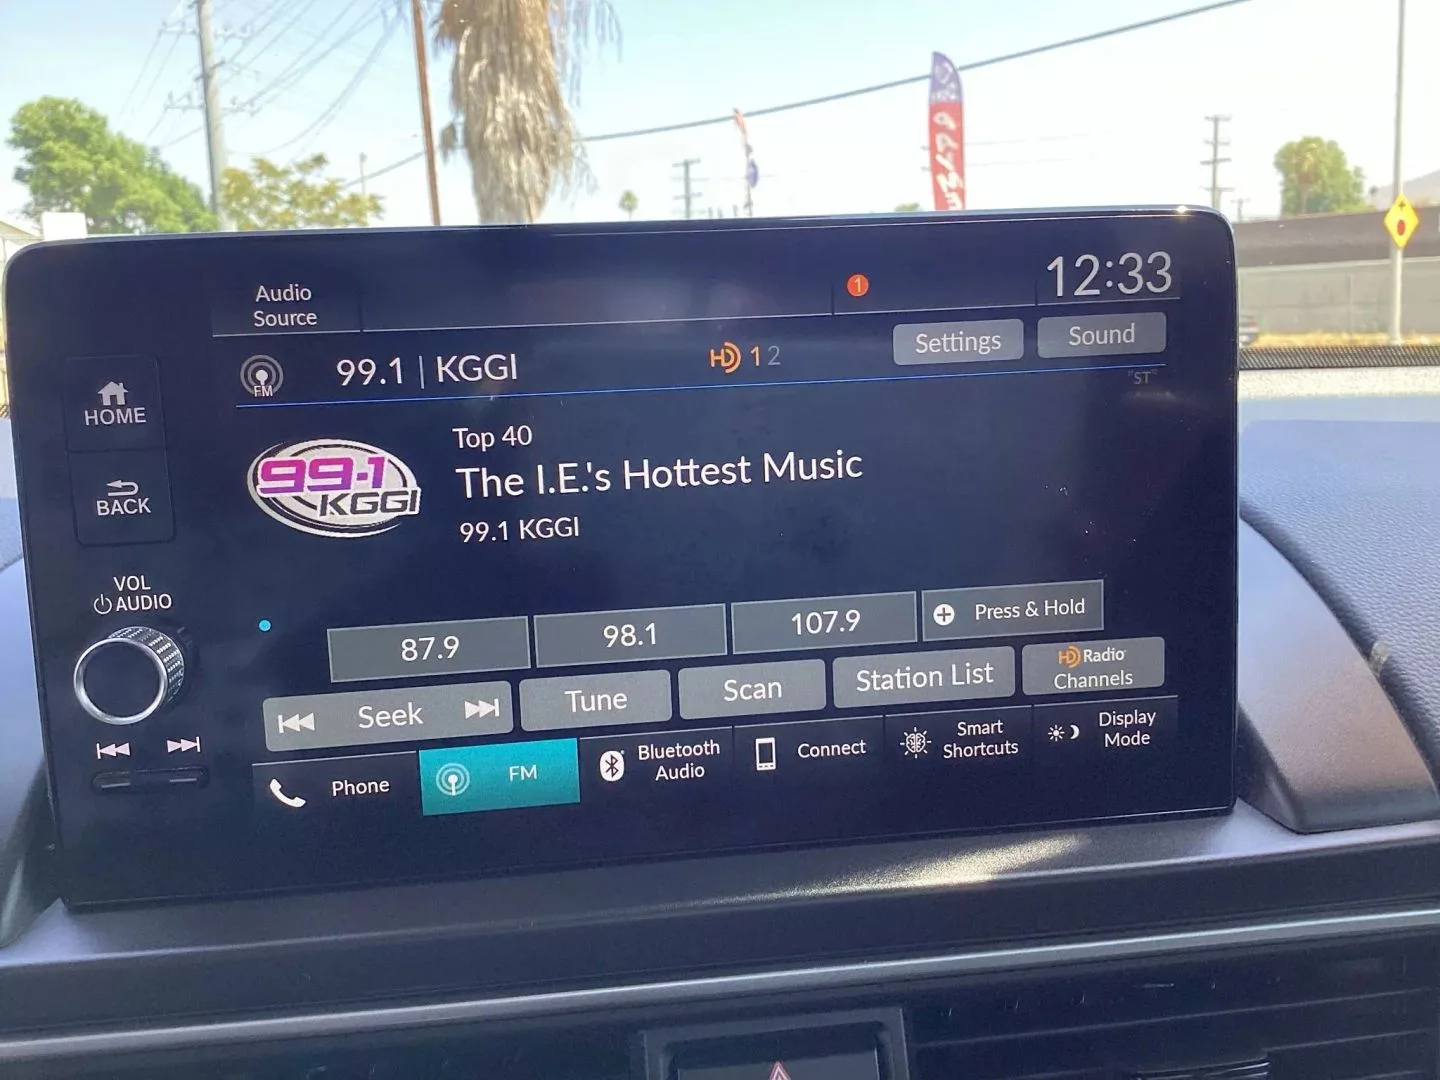 Audio
Source
1
12:33
FM
99.1 | KGGI
HD 1 2
Settings
Sound
"ST"
HOME
BACK
VOL
AUDIO
99.1
KGGI
Top 40
The I.E.'s Hottest Music
99.1 KGGI
87.9
98.1
107.9
Press & Hold
Seek
Tune
Scan
Station List
HD Radio
Channels
Phone
FM
Bluetooth
Audio
Connect
Smart
Shortcuts
Display
Mode